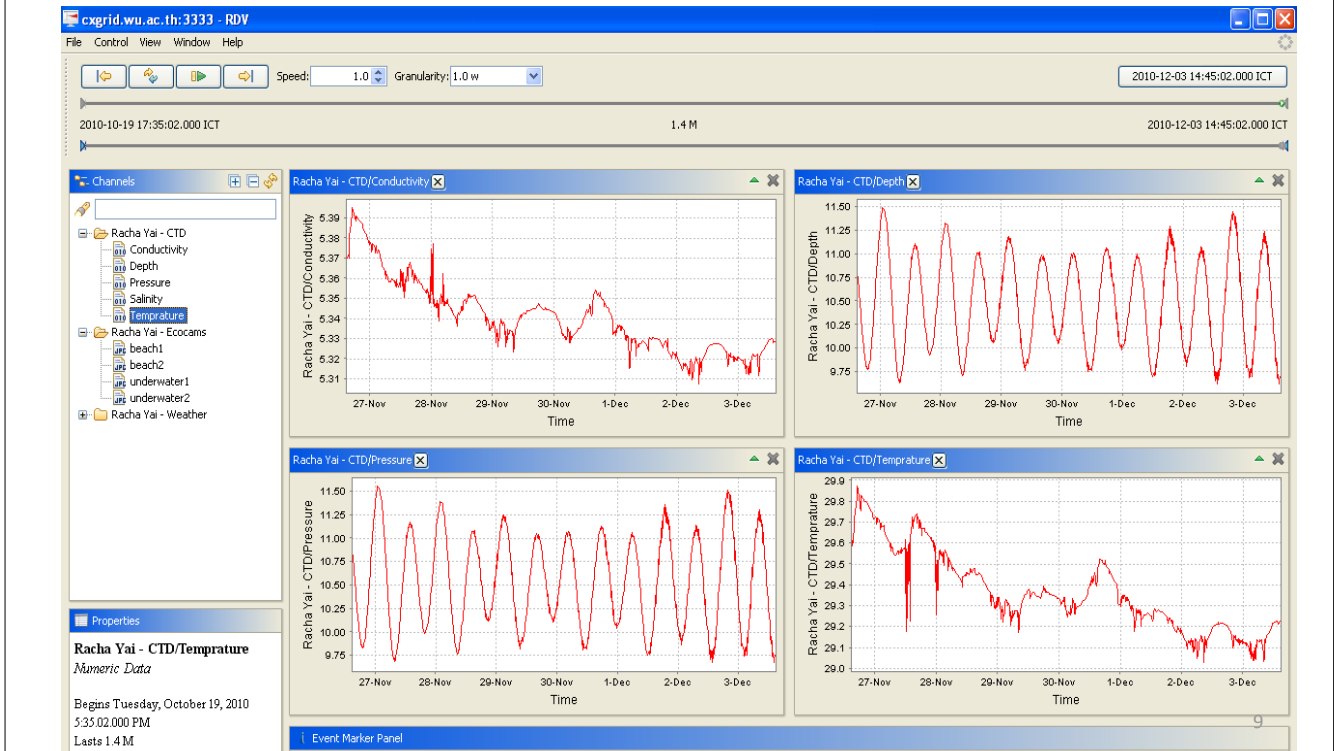 cxgrid.wu.ac.th:3333 - RDV
File Control View Window Help
Speed: 1.0 Granularity: 1.0 w 2010-12-03 14:45:02.000 ICT
2010-10-19 17:35:02.000 ICT 1.4 M 2010-12-03 14:45:02.000 ICT
Channels
Racha Yai - CTD
Conductivity
Depth
Pressure
Salinity
Temprature
Racha Yai - Ecocams
beach1
beach2
underwater1
underwater2
Racha Yai - Weather
Properties
Racha Yai - CTD/Temprature
Numeric Data
Begins Tuesday, October 19, 2010
5:35:02.000 PM
Lasts 1.4 M
Racha Yai - CTD/Conductivity
Racha Yai - CTD/Conductivity
5.39
5.38
5.37
5.36
5.35
5.34
5.33
5.32
5.31
27-Nov 28-Nov 29-Nov 30-Nov 1-Dec 2-Dec 3-Dec
Time
Racha Yai - CTD/Depth
Racha Yai - CTD/Depth
11.50
11.25
11.00
10.75
10.50
10.25
10.00
9.75
27-Nov 28-Nov 29-Nov 30-Nov 1-Dec 2-Dec 3-Dec
Time
Racha Yai - CTD/Pressure
Racha Yai - CTD/Pressure
11.50
11.25
11.00
10.75
10.50
10.25
10.00
9.75
27-Nov 28-Nov 29-Nov 30-Nov 1-Dec 2-Dec 3-Dec
Time
Racha Yai - CTD/Temprature
Racha Yai - CTD/Temprature
29.9
29.8
29.7
29.6
29.5
29.4
29.3
29.2
29.1
29.0
27-Nov 28-Nov 29-Nov 30-Nov 1-Dec 2-Dec 3-Dec
Time
9
Event Marker Panel